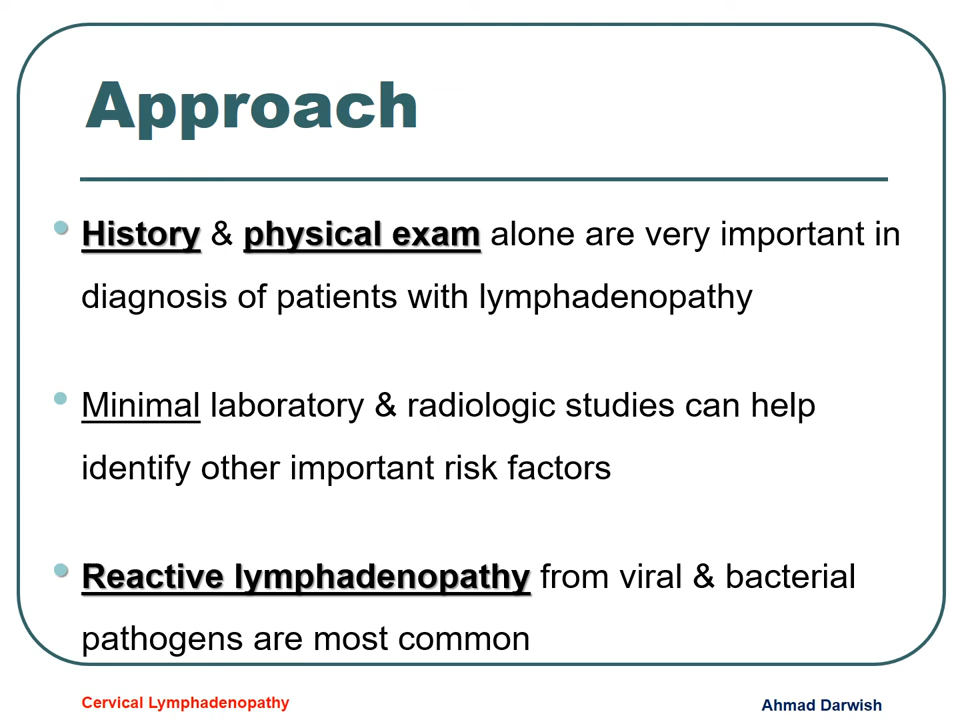 Approach
History & physical exam alone are very important in
diagnosis of patients with lymphadenopathy
Minimal laboratory & radiologic studies can help
identify other important risk factors
Reactive lymphadenopathy from viral & bacterial
pathogens are most common
Cervical Lymphadenopathy
Ahmad Darwish